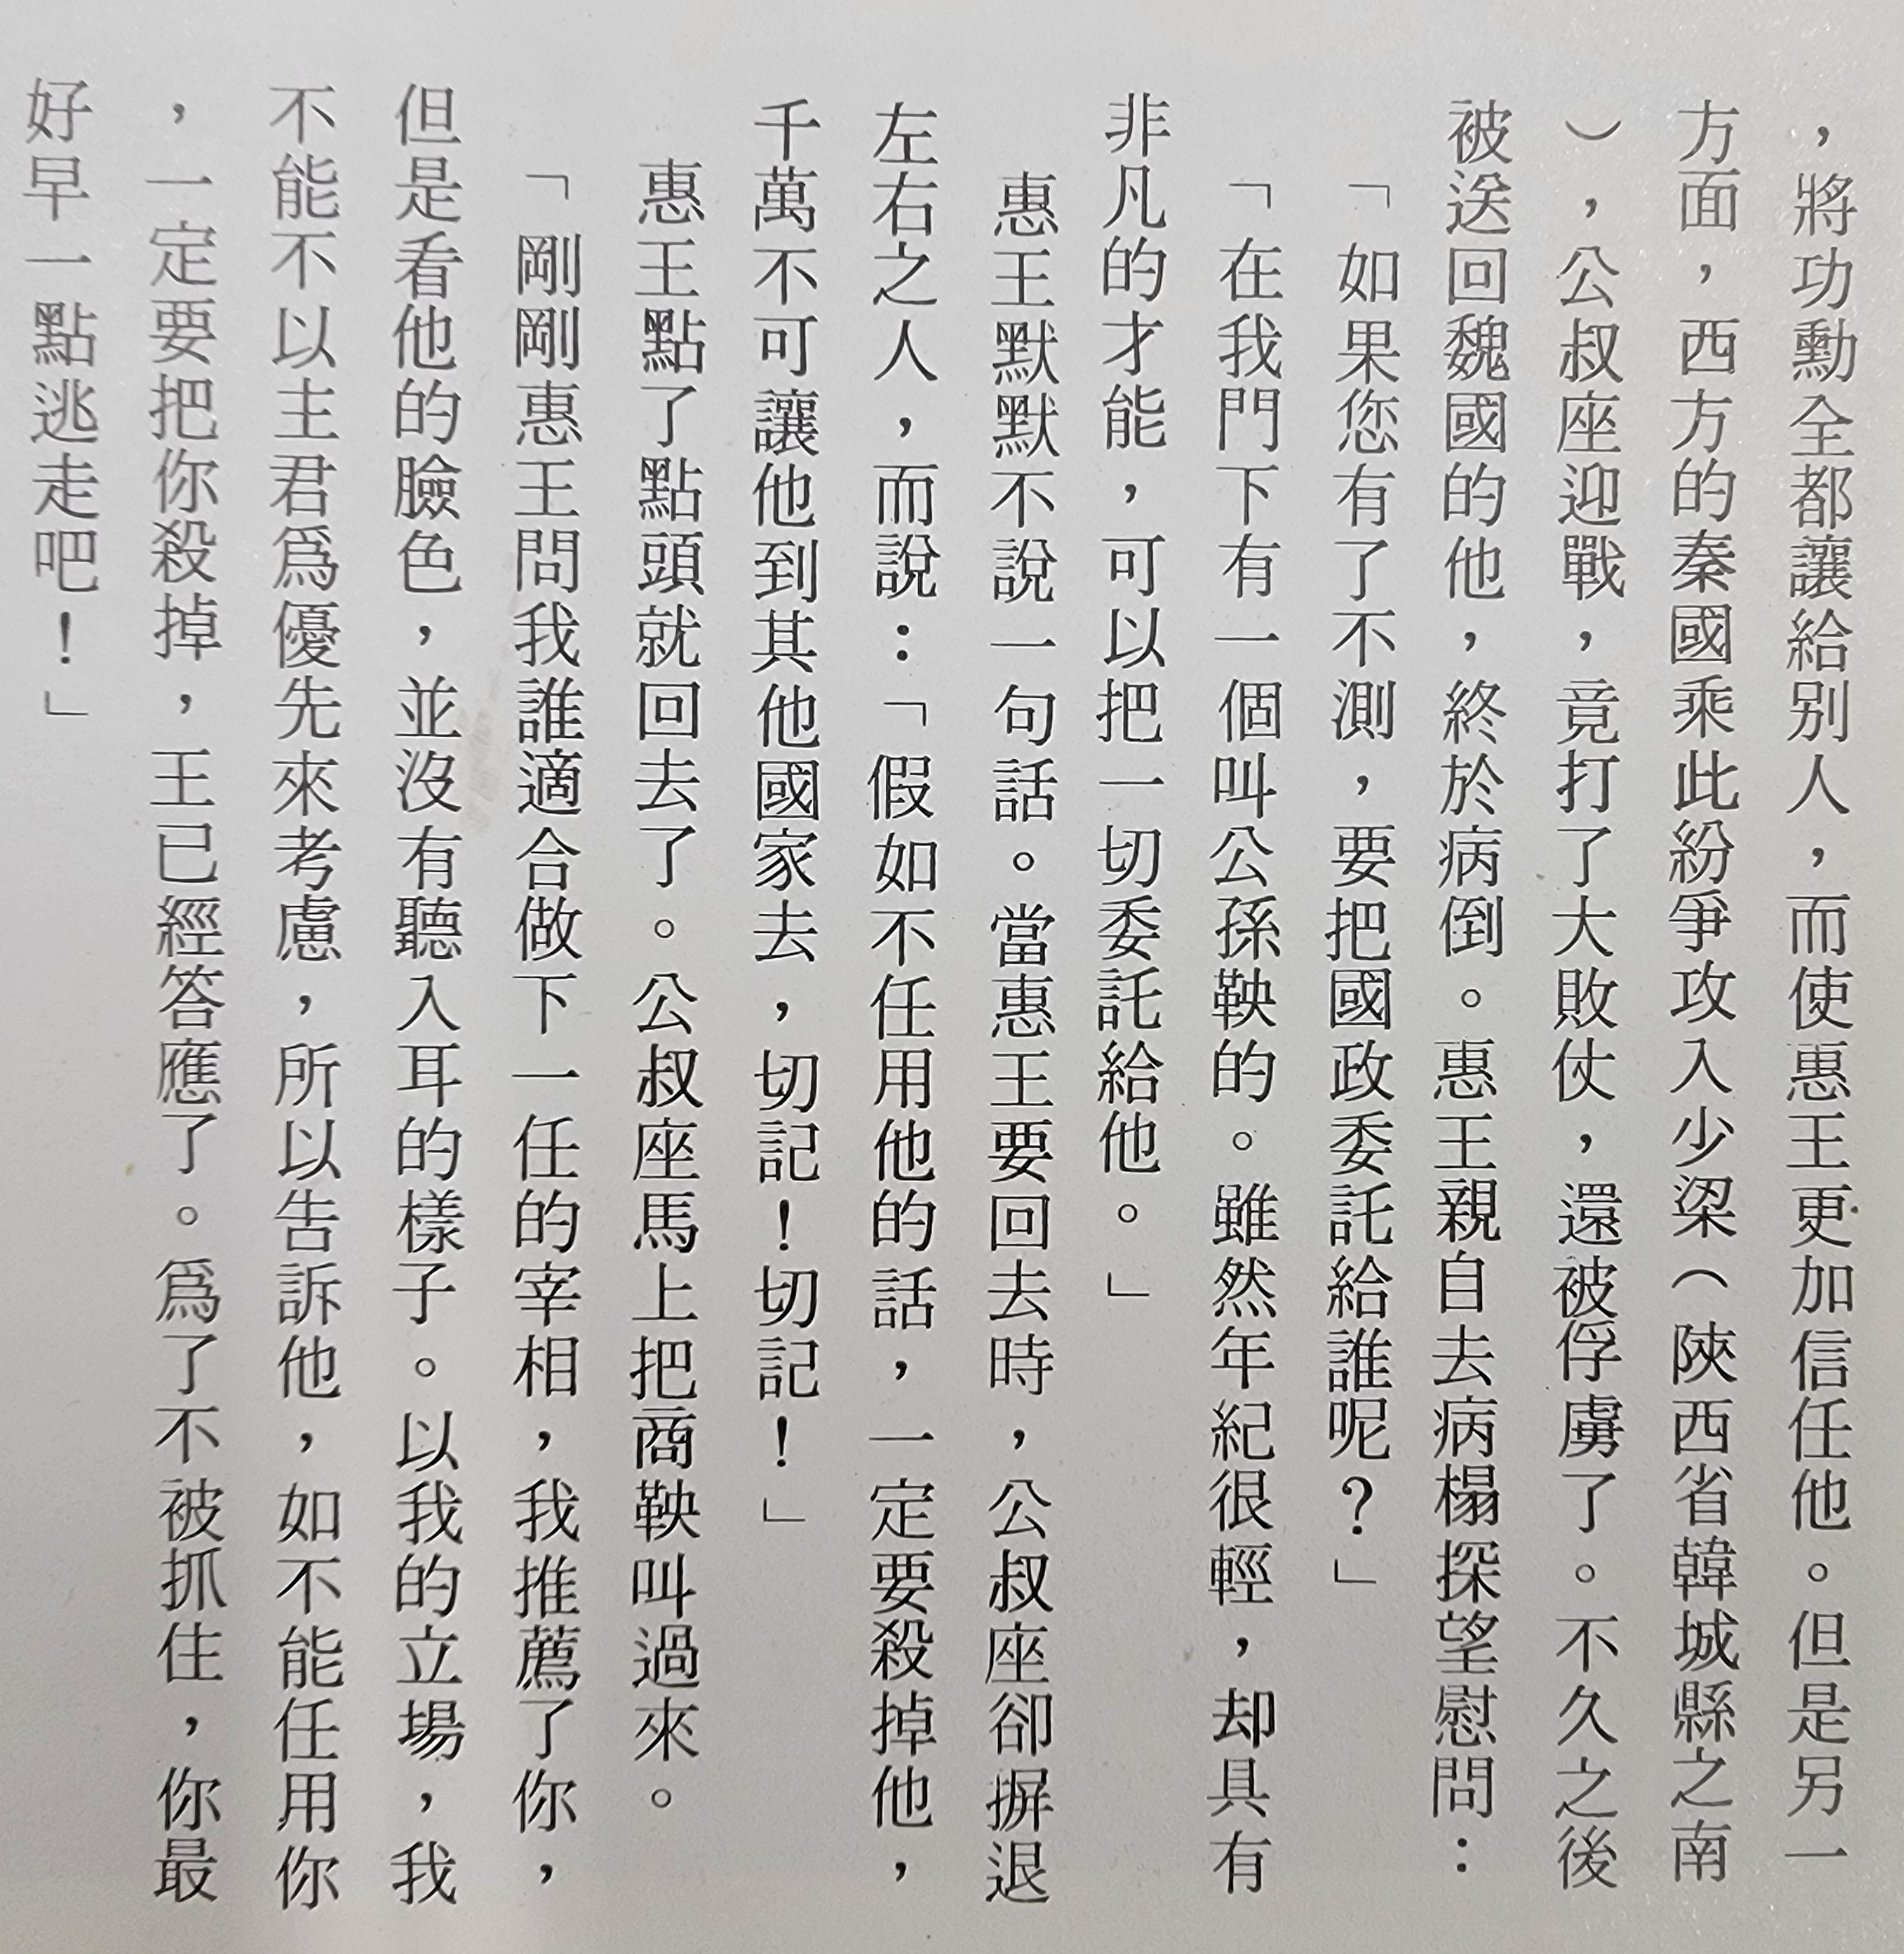 ，將功勳全都讓給別人，而使惠王更加信任他。但是另一
方面，西方的秦國乘此紛爭攻入少梁（陝西省韓城縣之南
），公叔座迎戰，竟打了大敗仗，還被俘虜了。不久之後
被送回魏國的他，終於病倒。惠王親自去病榻探望慰問：
「如果您有了不測，要把國政委託給誰呢？」
「在我門下有一個叫公孫鞅的。雖然年紀很輕，却具有
非凡的才能，可以把一切委託給他。」
惠王默默不說一句話。當惠王要回去時，公叔座卻摒退
左右之人，而說：「假如不任用他的話，一定要殺掉他，
千萬不可讓他到其他國家去，切記！切記！」
惠王點了點頭就回去了。公叔座馬上把商鞅叫過來。
「剛剛惠王問我誰適合做下一任的宰相，我推薦了你，
但是看他的臉色，並沒有聽入耳的樣子。以我的立場，我
不能不以主君爲優先來考慮，所以告訴他，如不能任用你
，一定要把你殺掉，王已經答應了。爲了不被抓住，你最
好早一點逃走吧！」